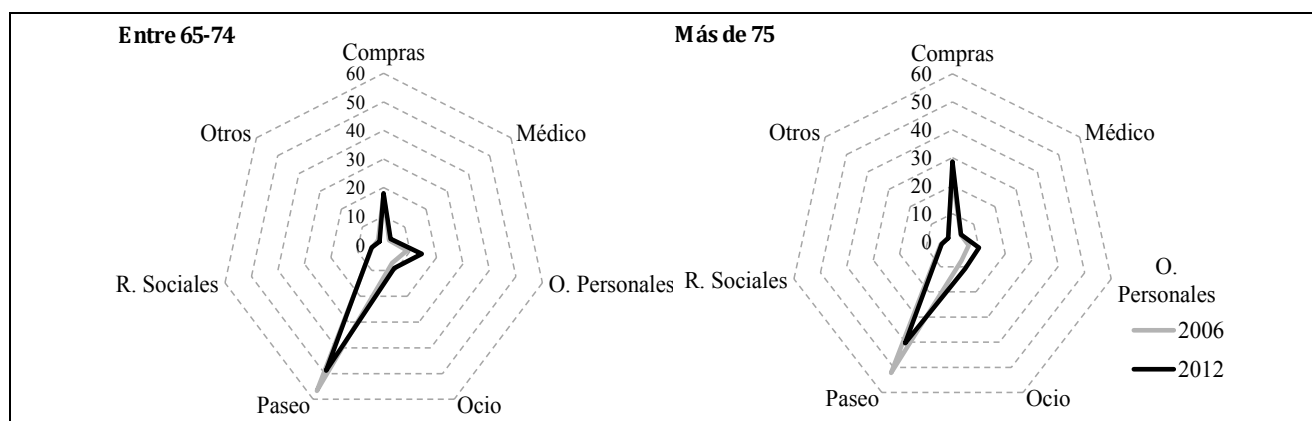 Entre 65-74
Compras
60
50
40
30
20
10
0
Médico
O. Personales
Ocio
Paseo
R. Sociales
Otros
Más de 75
Compras
60
50
40
30
20
10
0
Médico
O.
Personales
Ocio
Paseo
R. Sociales
Otros
2006
2012